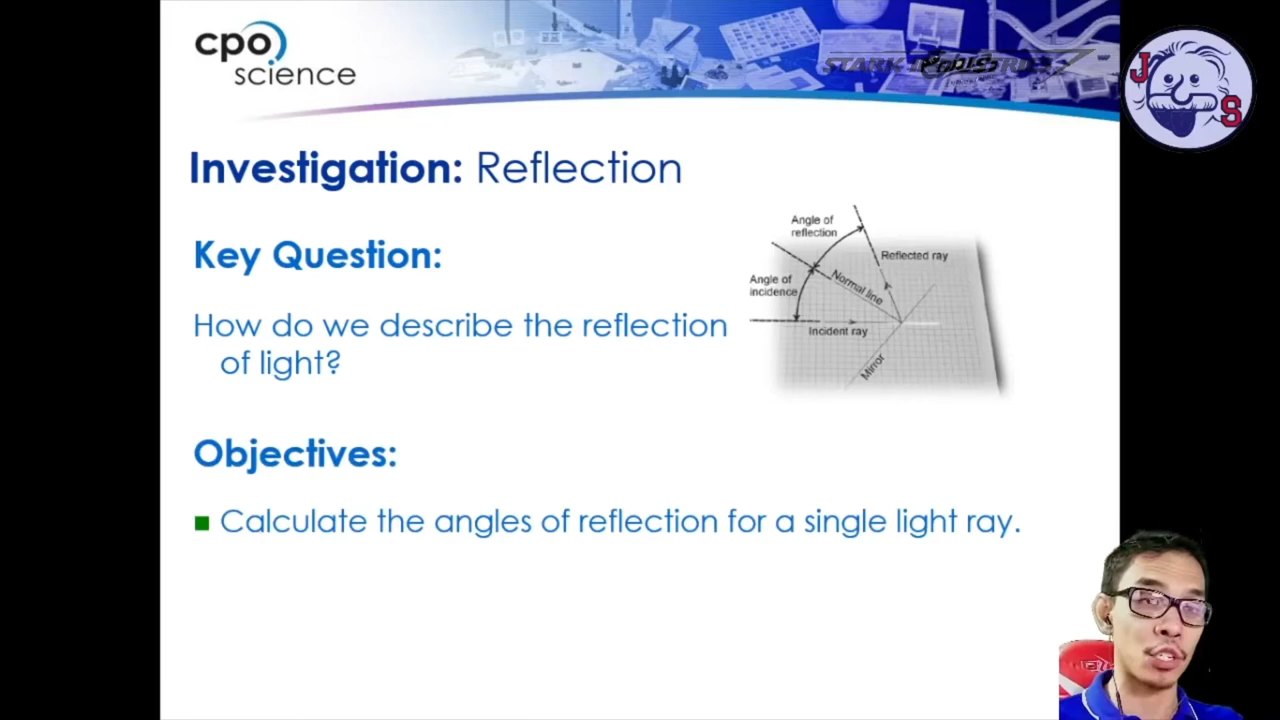 cpo
science
J
S
Investigation: Reflection
Key Question:
How do we describe the reflection
of light?
Angle of
reflection
Reflected ray
Angle of
incidence
Normal line
Incident ray
Mirror
Objectives:
Calculate the angles of reflection for a single light ray.